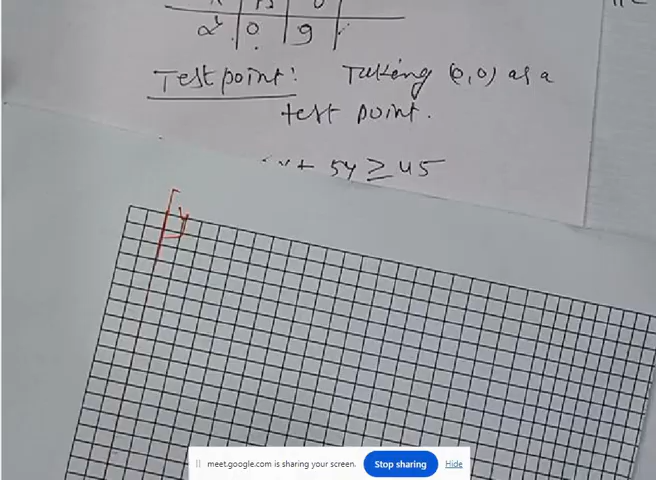 y 0 9
Test point: Taking (0,0) as a
test point.
+ 5y ≥ 45
y
meet.google.com is sharing your screen. Stop sharing Hide